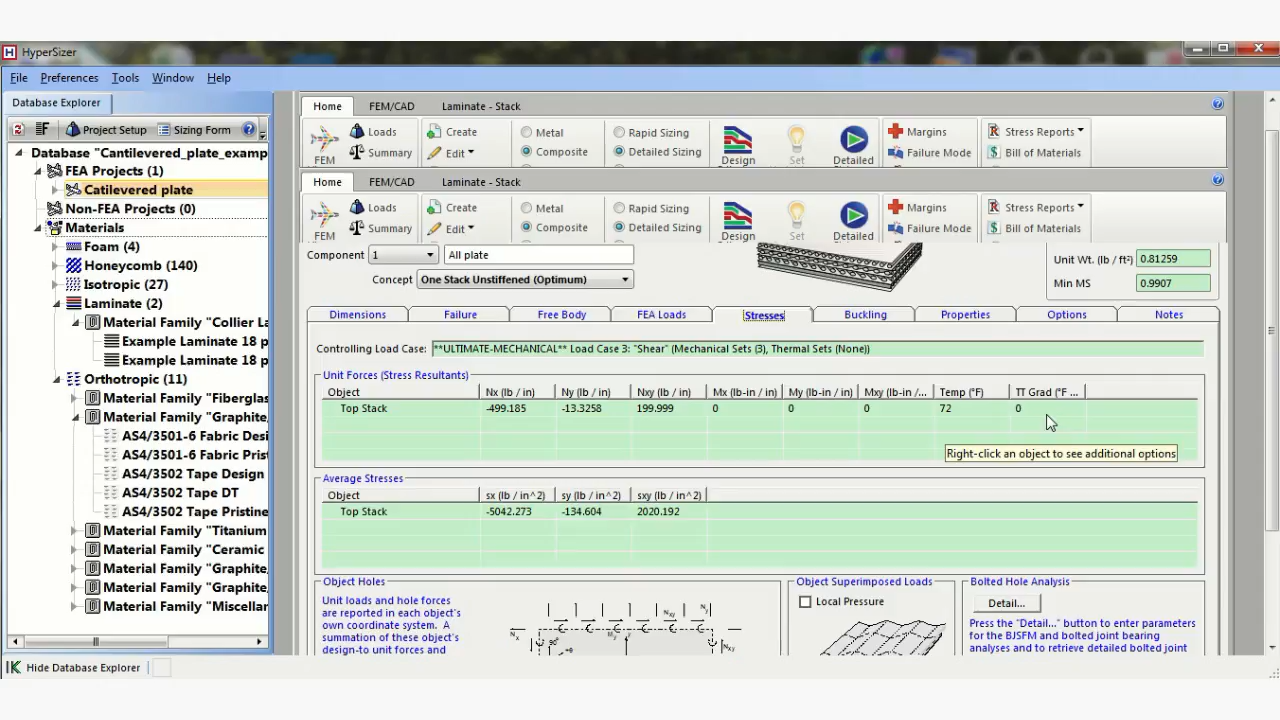 HyperSizer
File Preferences Tools Window Help
Database Explorer
Project Setup Sizing Form
Database "Cantilevered_plate_examp
FEA Projects (1)
Catilevered plate
Non-FEA Projects (0)
Materials
Foam (4)
Honeycomb (140)
Isotropic (27)
Laminate (2)
Material Family "Collier La
Example Laminate 18 p
Example Laminate 18 p
Orthotropic (11)
Material Family "Fiberglas
Material Family "Graphite,
AS4/3501-6 Fabric Desi
AS4/3501-6 Fabric Prist
AS4/3502 Tape Design
AS4/3502 Tape DT
AS4/3502 Tape Pristine
Material Family "Titanium
Material Family "Ceramic
Material Family "Graphite,
Material Family "Graphite,
Material Family "Miscellar
Hide Database Explorer
Home FEM/CAD Laminate - Stack
Loads Create Metal Rapid Sizing Margins Stress Reports
FEM Summary Edit Composite Detailed Sizing Design Set Detailed Failure Mode Bill of Materials
Home FEM/CAD Laminate - Stack
Loads Create Metal Rapid Sizing Margins Stress Reports
FEM Summary Edit Composite Detailed Sizing Design Set Detailed Failure Mode Bill of Materials
Component 1 All plate Unit Wt. (lb / ft²) 0.81259
Concept One Stack Unstiffened (Optimum) Min MS 0.9907
Dimensions Failure Free Body FEA Loads Stresses Buckling Properties Options Notes
Controlling Load Case: **ULTIMATE-MECHANICAL** Load Case 3: "Shear" (Mechanical Sets (3), Thermal Sets (None))
Unit Forces (Stress Resultants)
Object Nx (lb / in) Ny (lb / in) Nxy (lb / in) Mx (lb-in / in) My (lb-in / in) Mxy (lb-in /... Temp (°F) TT Grad (°F ...
Top Stack -499.185 -13.3258 199.999 0 0 0 72 0
Right-click an object to see additional options
Average Stresses
Object sx (lb / in^2) sy (lb / in^2) sxy (lb / in^2)
Top Stack -5042.273 -134.604 2020.192
Object Holes Object Superimposed Loads Bolted Hole Analysis
Local Pressure Detail...
Unit loads and hole forces
are reported in each object's
own coordinate system. A
summation of these object's
design-to unit forces and
Press the "Detail..." button to enter parameters
for the BJSFM and bolted joint bearing
analyses and to retrieve detailed bolted joint